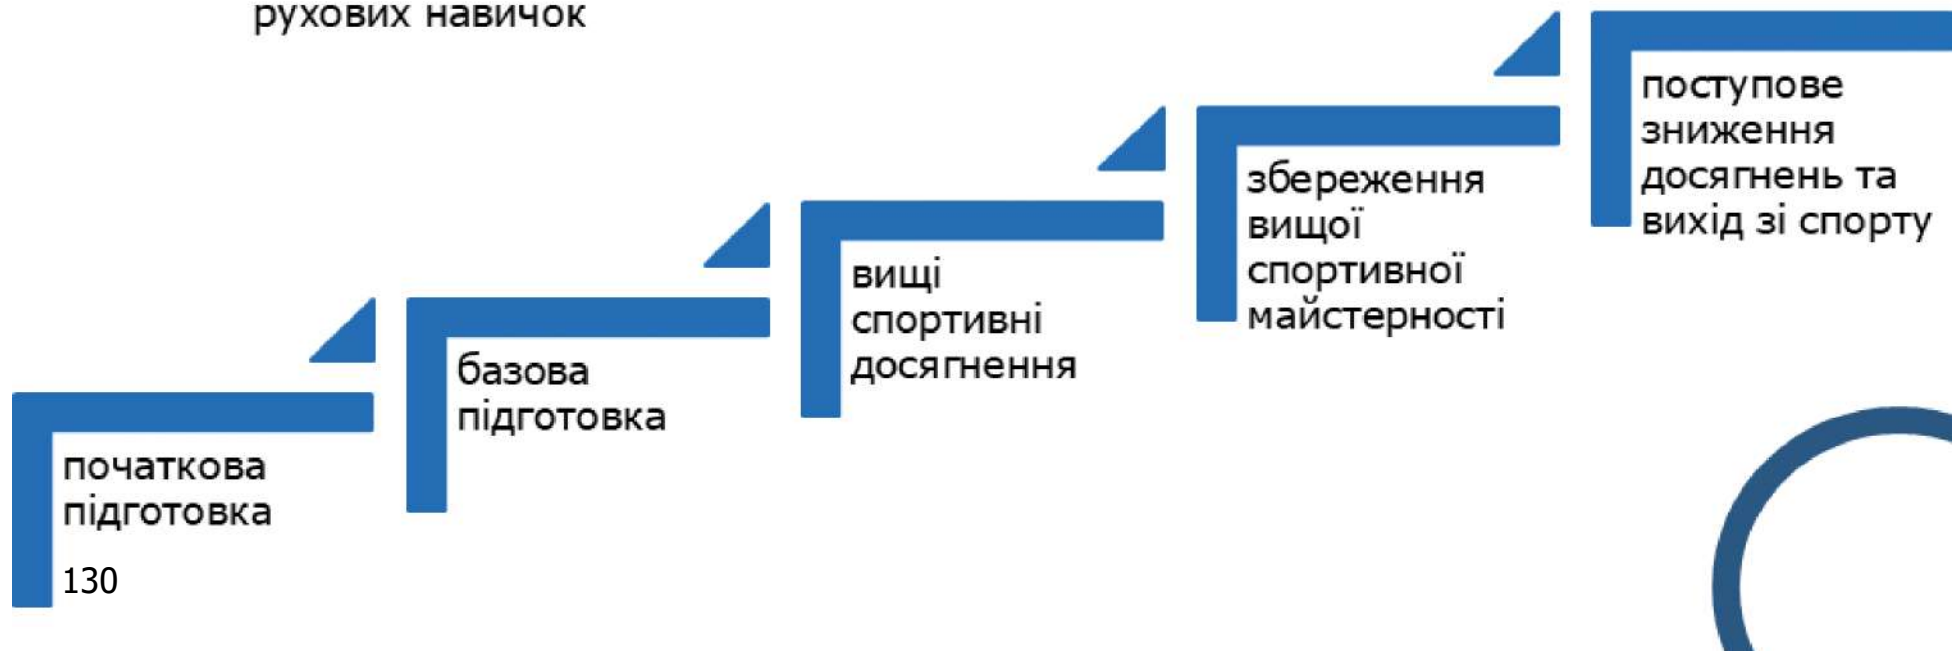 рухових навичок
початкова
підготовка
130
базова
підготовка
вищі
спортивні
досягнення
збереження
вищої
спортивної
майстерності
поступове
зниження
досягнень та
вихід зі спорту